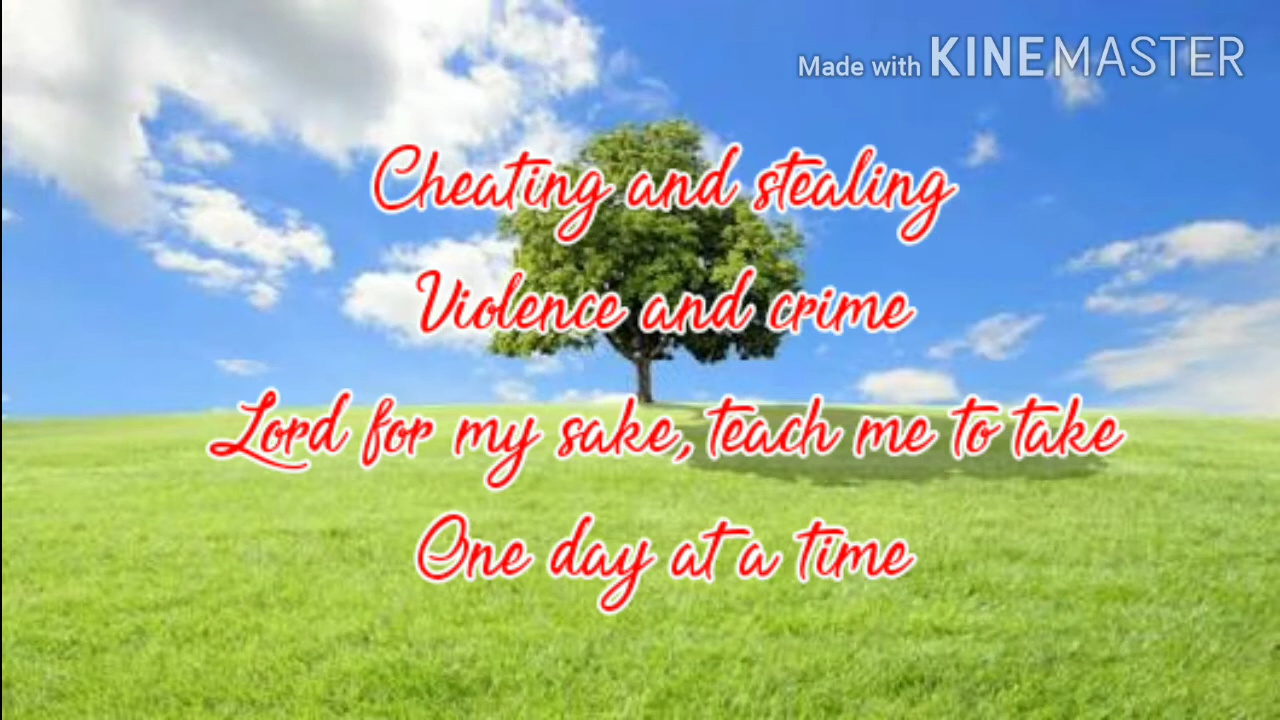 Made with KINEMASTER
Cheating and stealing
Violence and crime
Lord for my sake, teach me to take
One day at a time